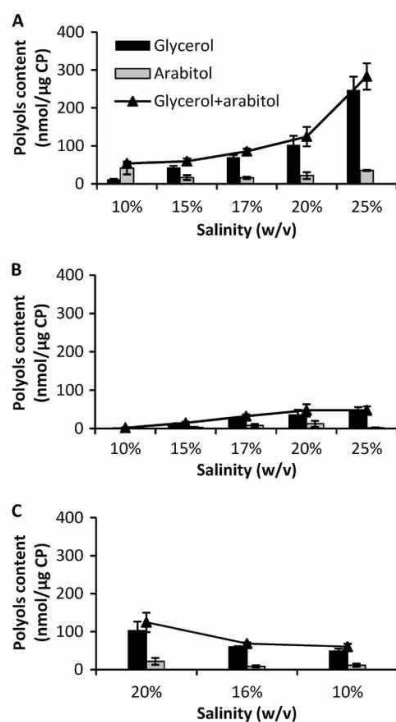 A
Polyols content
(nmol/µg CP)
400
300
200
100
0
Glycerol
Arabitol
Glycerol+arabitol
10% 15% 17% 20% 25%
Salinity (w/v)
B
Polyols content
(nmol/µg CP)
400
300
200
100
0
10% 15% 17% 20% 25%
Salinity (w/v)
C
Polyols content
(nmol/µg CP)
400
300
200
100
0
20% 16% 10%
Salinity (w/v)